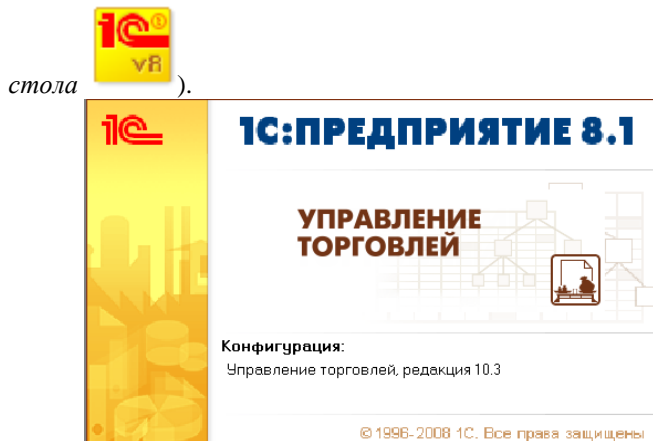 1С
v8
стола ).
1С
1С:ПРЕДПРИЯТИЕ 8.1
УПРАВЛЕНИЕ
ТОРГОВЛЕЙ
Конфигурация:
Управление торговлей, редакция 10.3
© 1996-2008 1С. Все права защищены